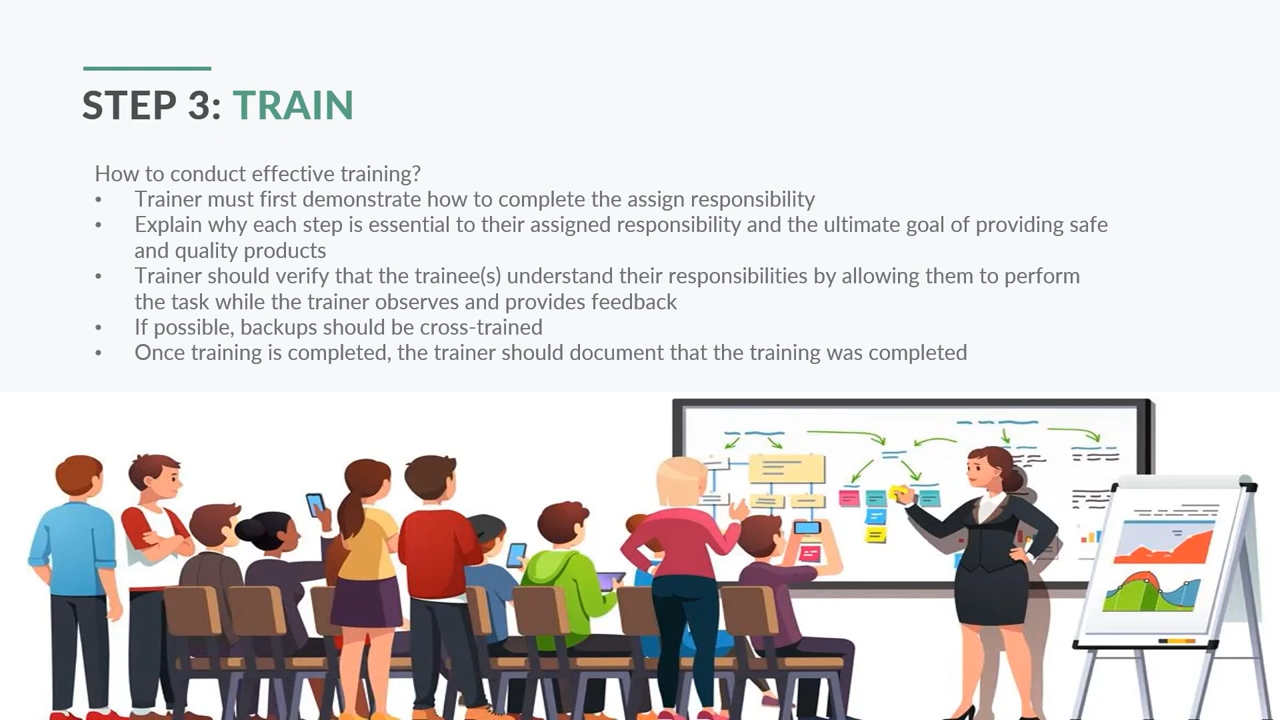 STEP 3: TRAIN
How to conduct effective training?
• Trainer must first demonstrate how to complete the assign responsibility
• Explain why each step is essential to their assigned responsibility and the ultimate goal of providing safe
and quality products
• Trainer should verify that the trainee(s) understand their responsibilities by allowing them to perform
the task while the trainer observes and provides feedback
• If possible, backups should be cross-trained
• Once training is completed, the trainer should document that the training was completed